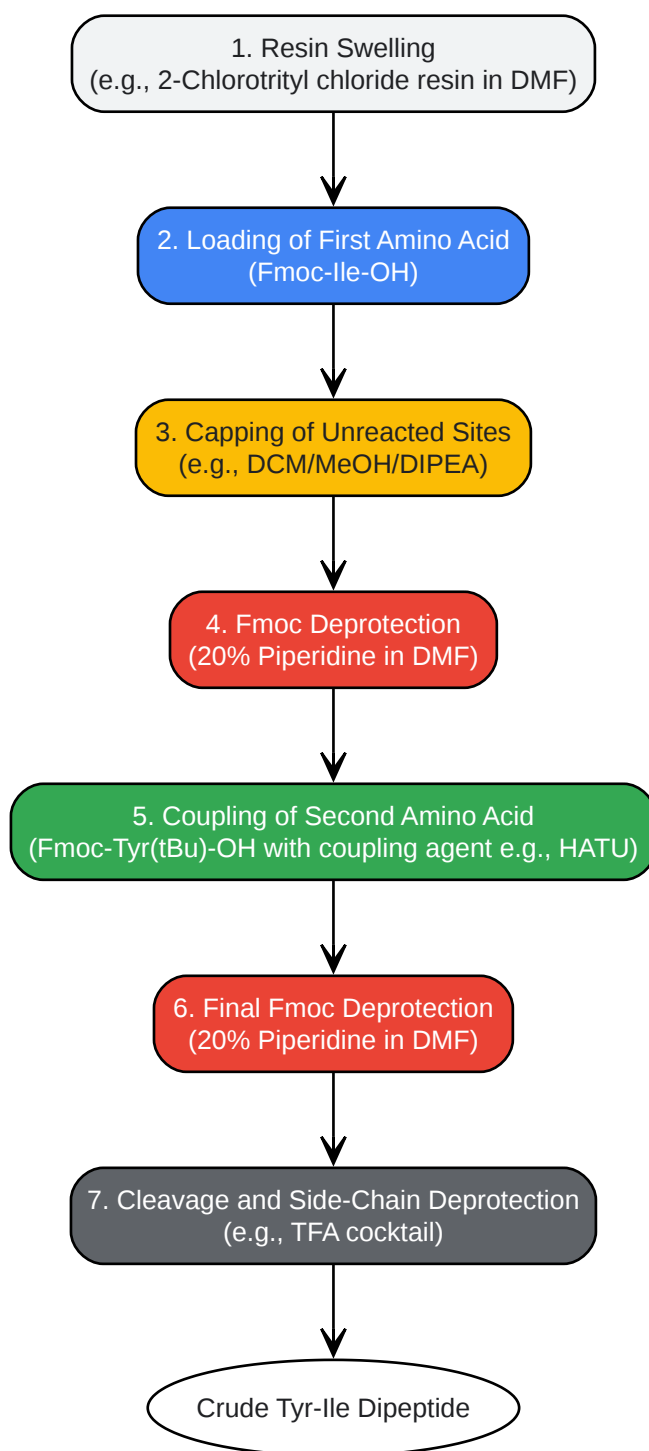 1. Resin Swelling
(e.g., 2-Chlorotrityl chloride resin in DMF)
2. Loading of First Amino Acid
(Fmoc-Ile-OH)
3. Capping of Unreacted Sites
(e.g., DCM/MeOH/DIPEA)
4. Fmoc Deprotection
(20% Piperidine in DMF)
5. Coupling of Second Amino Acid
(Fmoc-Tyr(tBu)-OH with coupling agent e.g., HATU)
6. Final Fmoc Deprotection
(20% Piperidine in DMF)
7. Cleavage and Side-Chain Deprotection
(e.g., TFA cocktail)
Crude Tyr-Ile Dipeptide